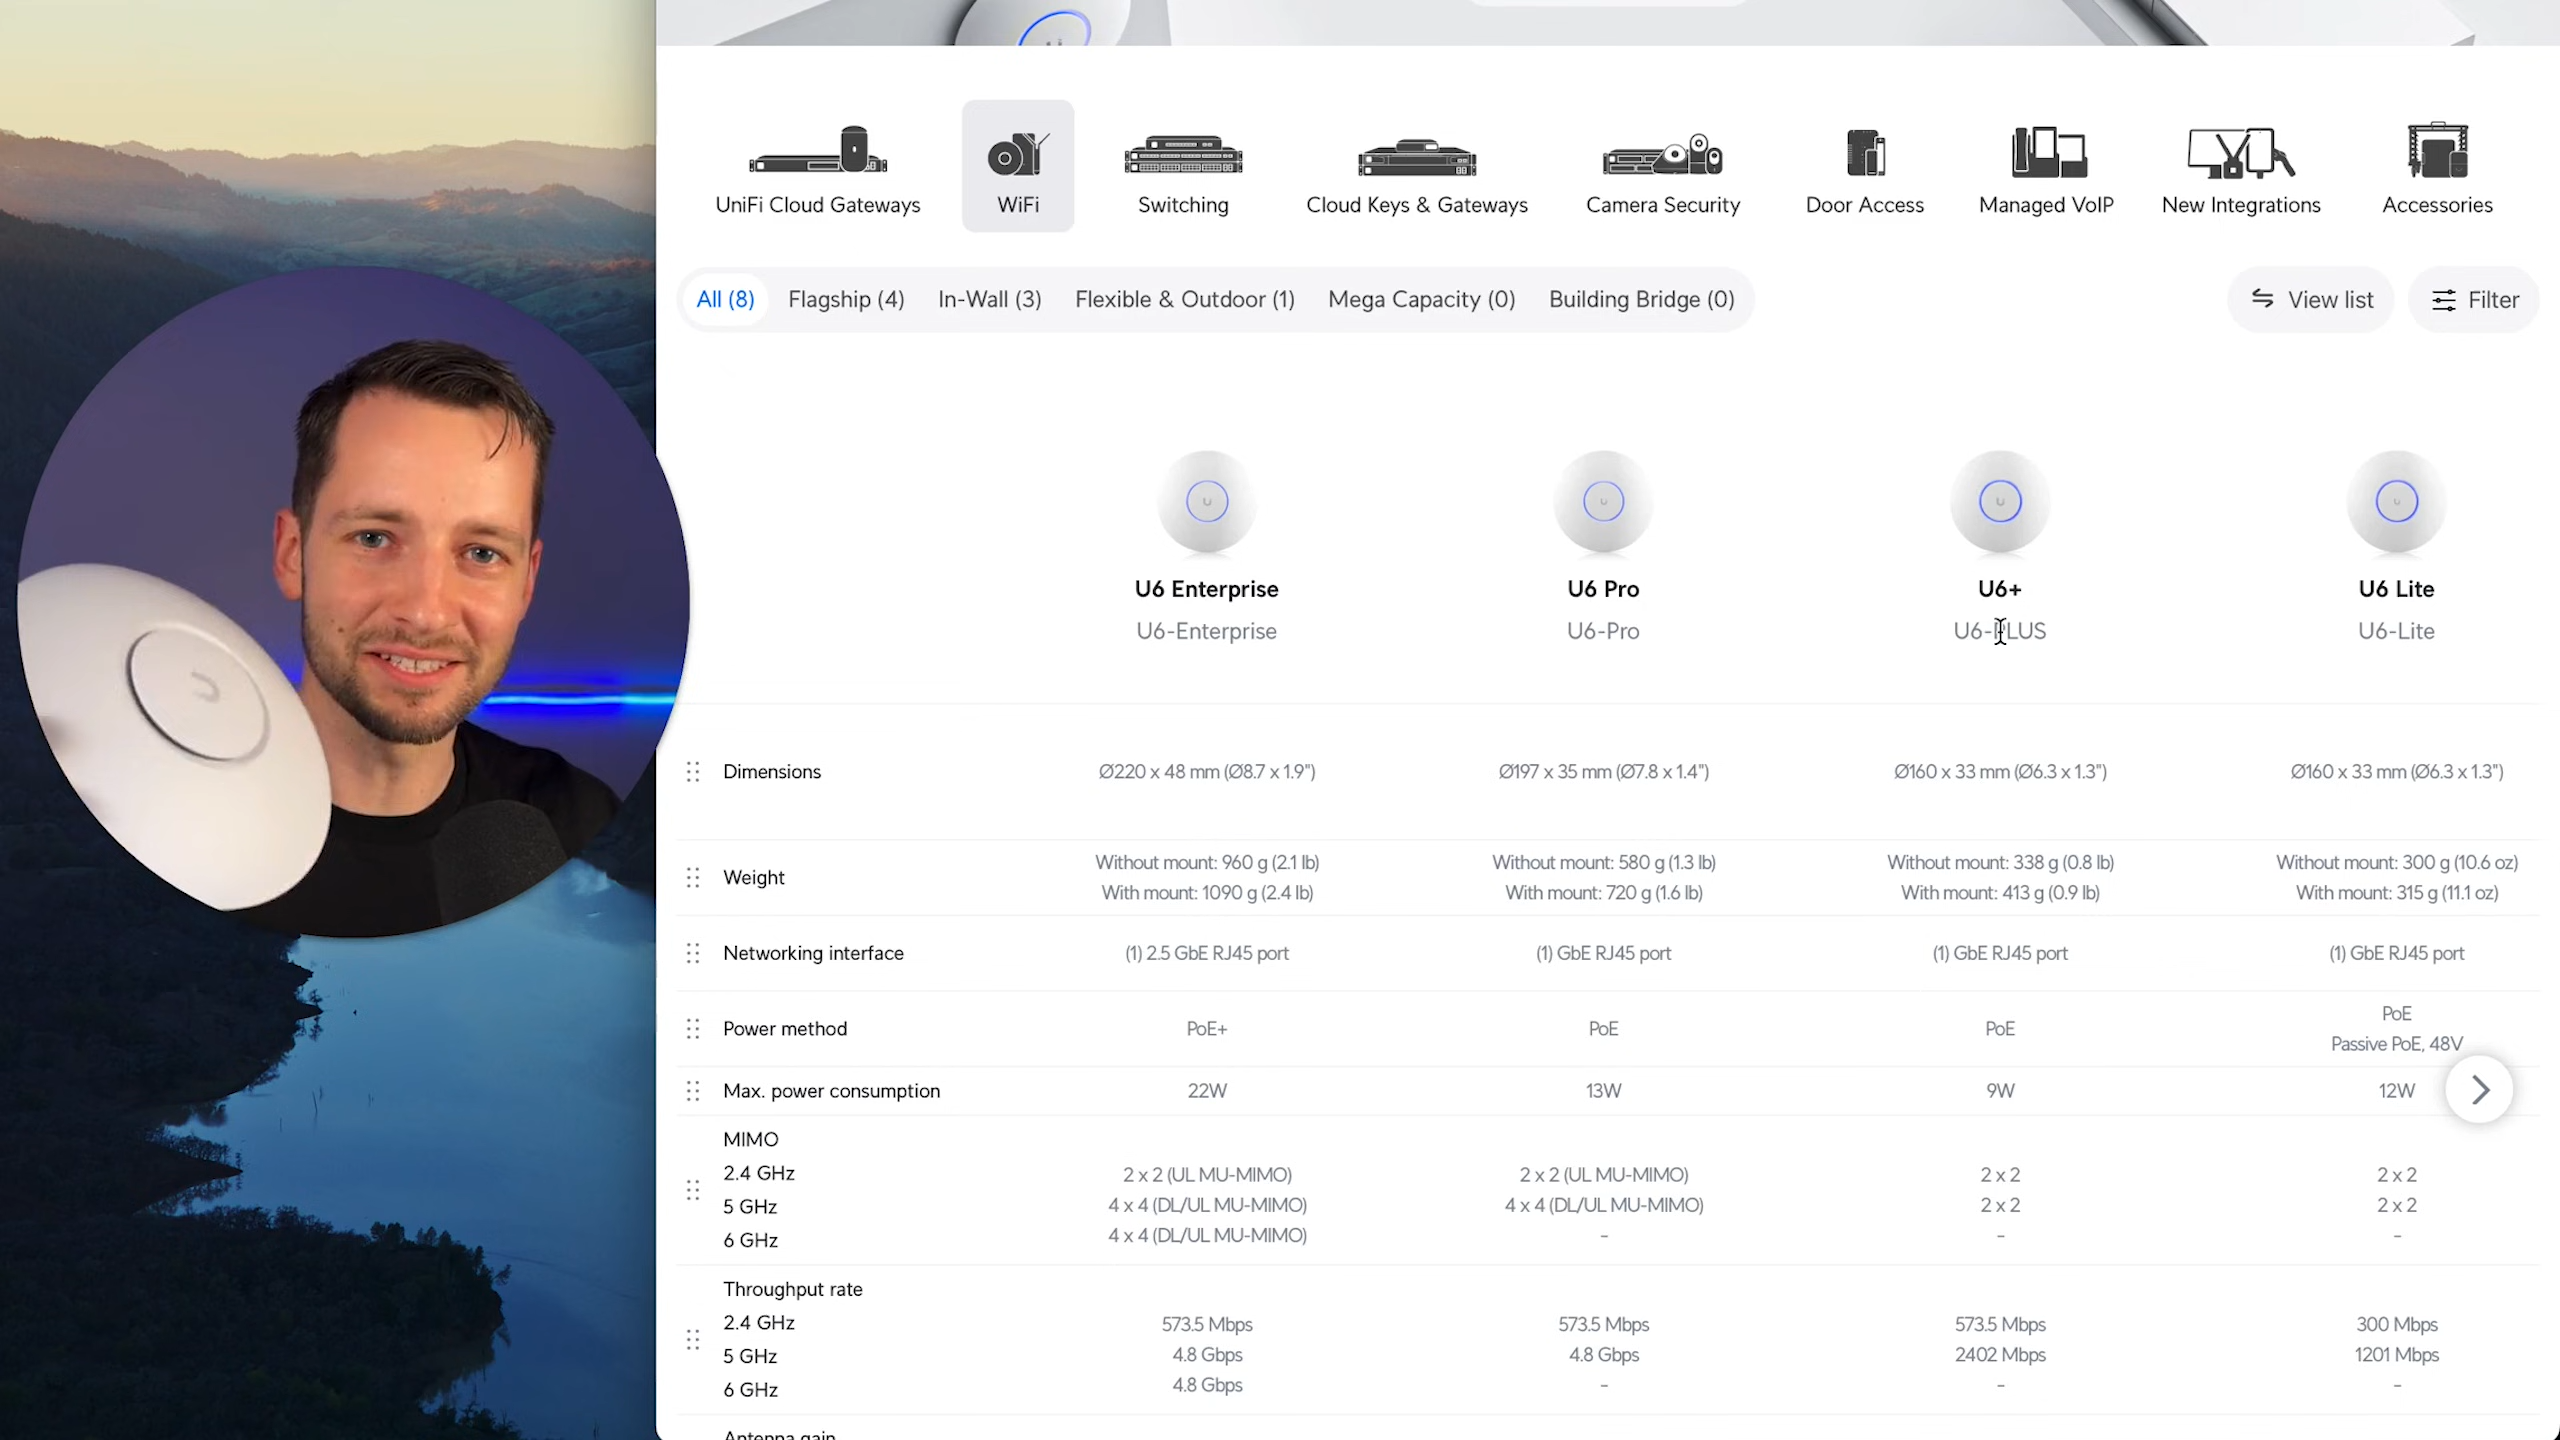 UniFi Cloud Gateways
WiFi
Switching
Cloud Keys & Gateways
Camera Security
Door Access
Managed VoIP
New Integrations
Accessories
All (8)
Flagship (4)
In-Wall (3)
Flexible & Outdoor (1)
Mega Capacity (0)
Building Bridge (0)
View list
Filter
U6 Enterprise
U6 Pro
U6+
U6 Lite
U6-Enterprise
U6-Pro
U6-PLUS
U6-Lite
Dimensions
Ø220 x 48 mm (Ø8.7 x 1.9")
Ø197 x 35 mm (Ø7.8 x 1.4")
Ø160 x 33 mm (Ø6.3 x 1.3")
Ø160 x 33 mm (Ø6.3 x 1.3")
Weight
Without mount: 960 g (2.1 lb)
With mount: 1090 g (2.4 lb)
Without mount: 580 g (1.3 lb)
With mount: 720 g (1.6 lb)
Without mount: 338 g (0.8 lb)
With mount: 413 g (0.9 lb)
Without mount: 300 g (10.6 oz)
With mount: 315 g (11.1 oz)
Networking interface
(1) 2.5 GbE RJ45 port
(1) GbE RJ45 port
(1) GbE RJ45 port
(1) GbE RJ45 port
Power method
PoE+
PoE
PoE
PoE
Passive PoE, 48V
Max. power consumption
22W
13W
9W
12W
MIMO
2.4 GHz
5 GHz
6 GHz
2 x 2 (UL MU-MIMO)
4 x 4 (DL/UL MU-MIMO)
4 x 4 (DL/UL MU-MIMO)
2 x 2 (UL MU-MIMO)
4 x 4 (DL/UL MU-MIMO)
-
2 x 2
2 x 2
-
2 x 2
2 x 2
-
Throughput rate
2.4 GHz
5 GHz
6 GHz
573.5 Mbps
4.8 Gbps
4.8 Gbps
573.5 Mbps
4.8 Gbps
-
573.5 Mbps
2402 Mbps
-
300 Mbps
1201 Mbps
-
Antenna gain